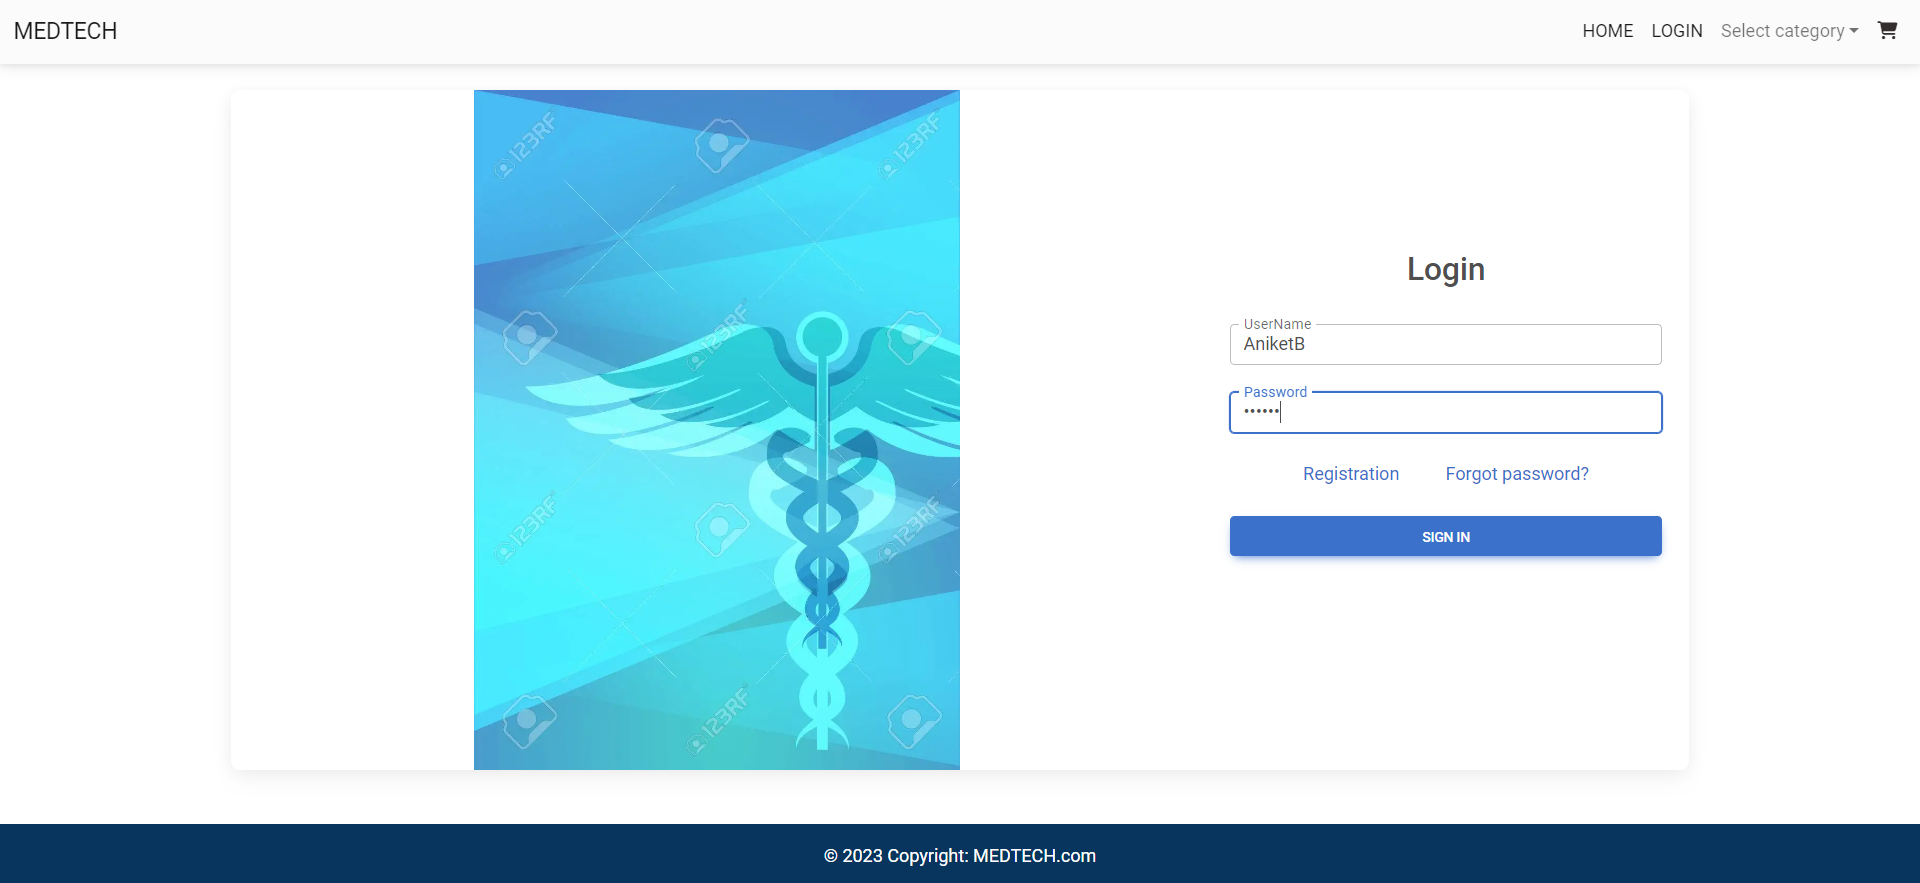 MEDTECH
HOME LOGIN Select category
123RF 123RF
Login
UserName
AniketB
123RF
Password
••••••
Registration Forgot password?
123RF 123RF
SIGN IN
123RF
© 2023 Copyright: MEDTECH.com